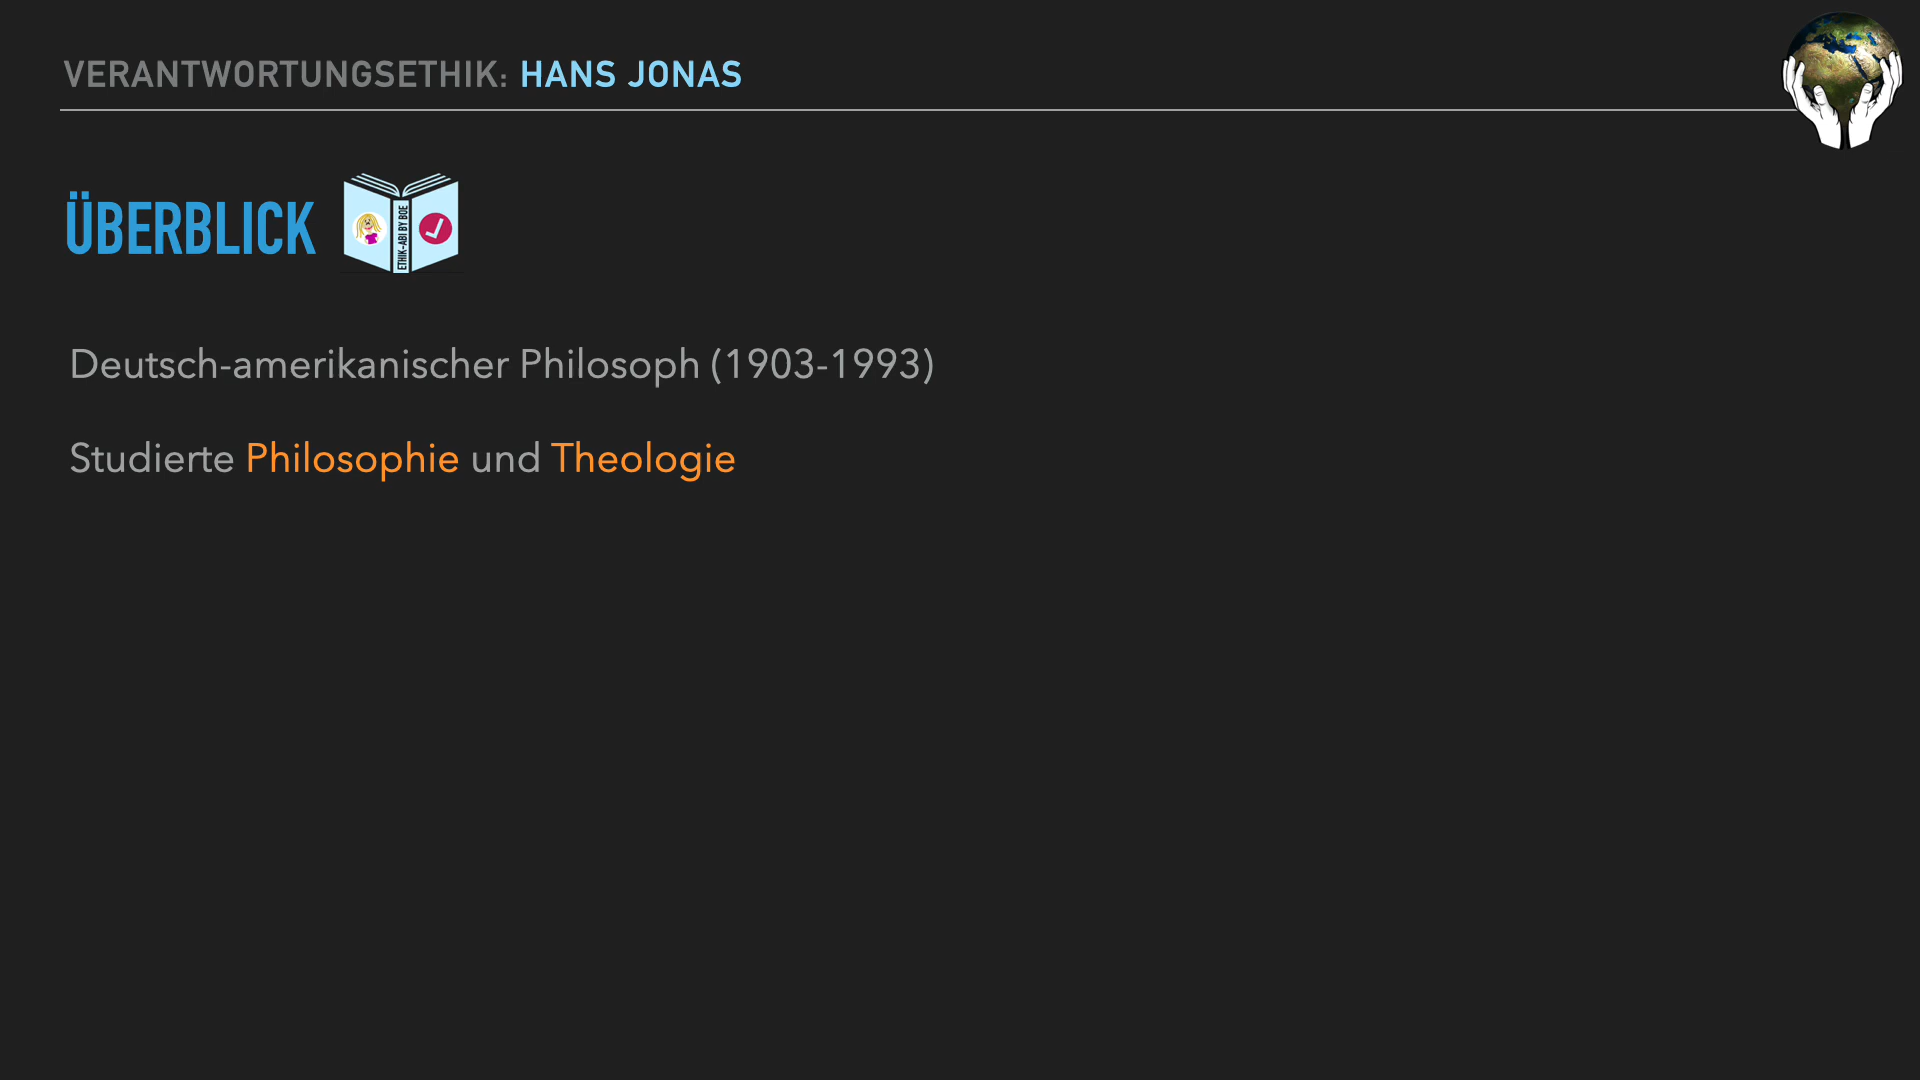 VERANTWORTUNGSETHIK: HANS JONAS
ÜBERBLICK
ETHIK-ABI BY BOE
Deutsch-amerikanischer Philosoph (1903-1993)
Studierte Philosophie und Theologie